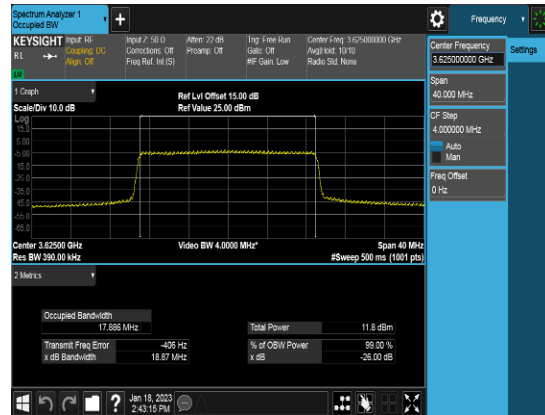 Spectrum Analyzer 1
Occupied BW
+
Frequency
KEYSIGHT
RL
LXI
Input: RF
Coupling: DC
Align: Off
Input Z: 50 Ω
Corrections: Off
Freq Ref: Int (S)
Atten: 22 dB
Preamp: Off
Trig: Free Run
Gate: Off
#IF Gain: Low
Center Freq: 3.625000000 GHz
Avg|Hold: 10/10
Radio Std: None
Center Frequency
3.625000000 GHz
Settings
Span
40.000 MHz
CF Step
4.000000 MHz
Auto
Man
Freq Offset
0 Hz
1 Graph
Scale/Div 10.0 dB
Ref Lvl Offset 15.00 dB
Ref Value 25.00 dBm
Log
15.0
5.00
-5.00
-15.0
-25.0
-35.0
-45.0
-55.0
-65.0
Center 3.62500 GHz
Res BW 390.00 kHz
Video BW 4.0000 MHz*
Span 40 MHz
#Sweep 500 ms (1001 pts)
2 Metrics
Occupied Bandwidth
17.886 MHz
Total Power 11.8 dBm
Transmit Freq Error -406 Hz
% of OBW Power 99.00 %
x dB Bandwidth 18.87 MHz
x dB -26.00 dB
?
Jan 18, 2023
2:43:15 PM